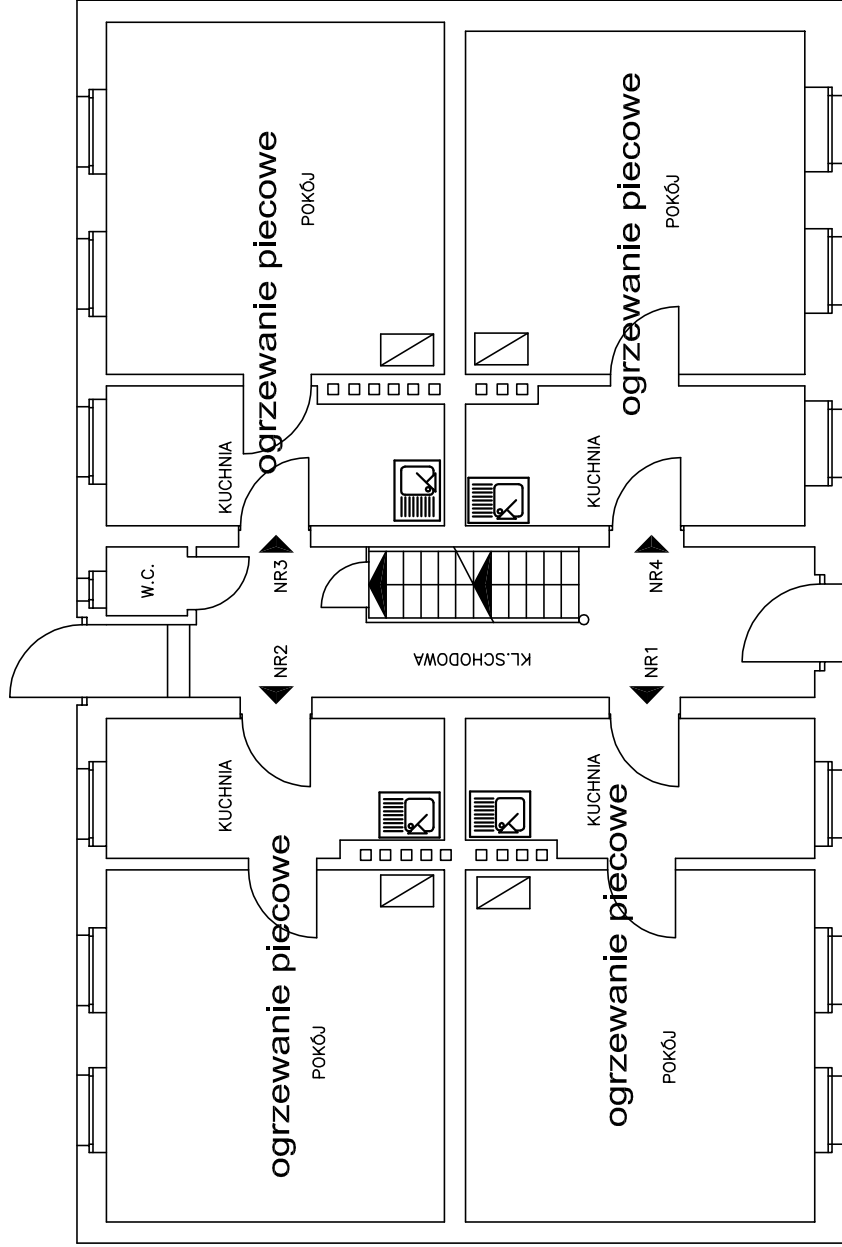 ogrzewanie piecowe
POKÓJ
ogrzewanie piecowe
POKÓJ
KUCHNIA
KUCHNIA
W.C.
NR3
NR4
NR2
KL.SCHODOWA
NR1
KUCHNIA
KUCHNIA
ogrzewanie piecowe
POKÓJ
ogrzewanie piecowe
POKÓJ